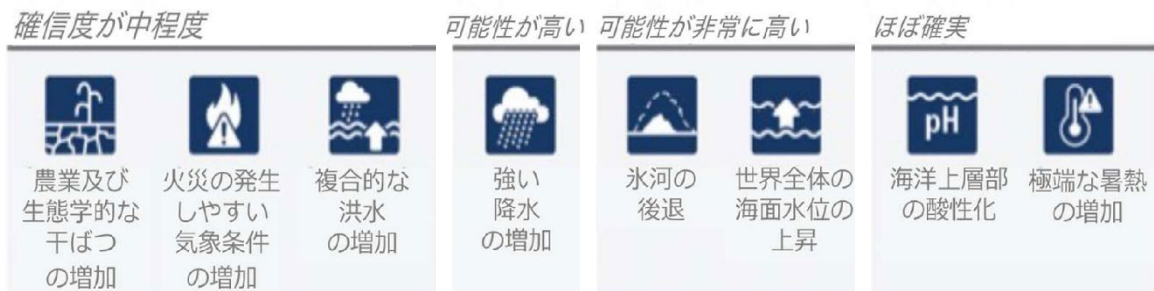 確信度が中程度
可能性が高い
可能性が非常に高い
ほぼ確実
農業及び
生態学的な
干ばつ
の増加
火災の発生
しやすい
気象条件
の増加
複合的な
洪水
の増加
強い
降水
の増加
氷河の
後退
世界全体の
海面水位の
上昇
pH
海洋上層部
の酸性化
極端な暑熱
の増加